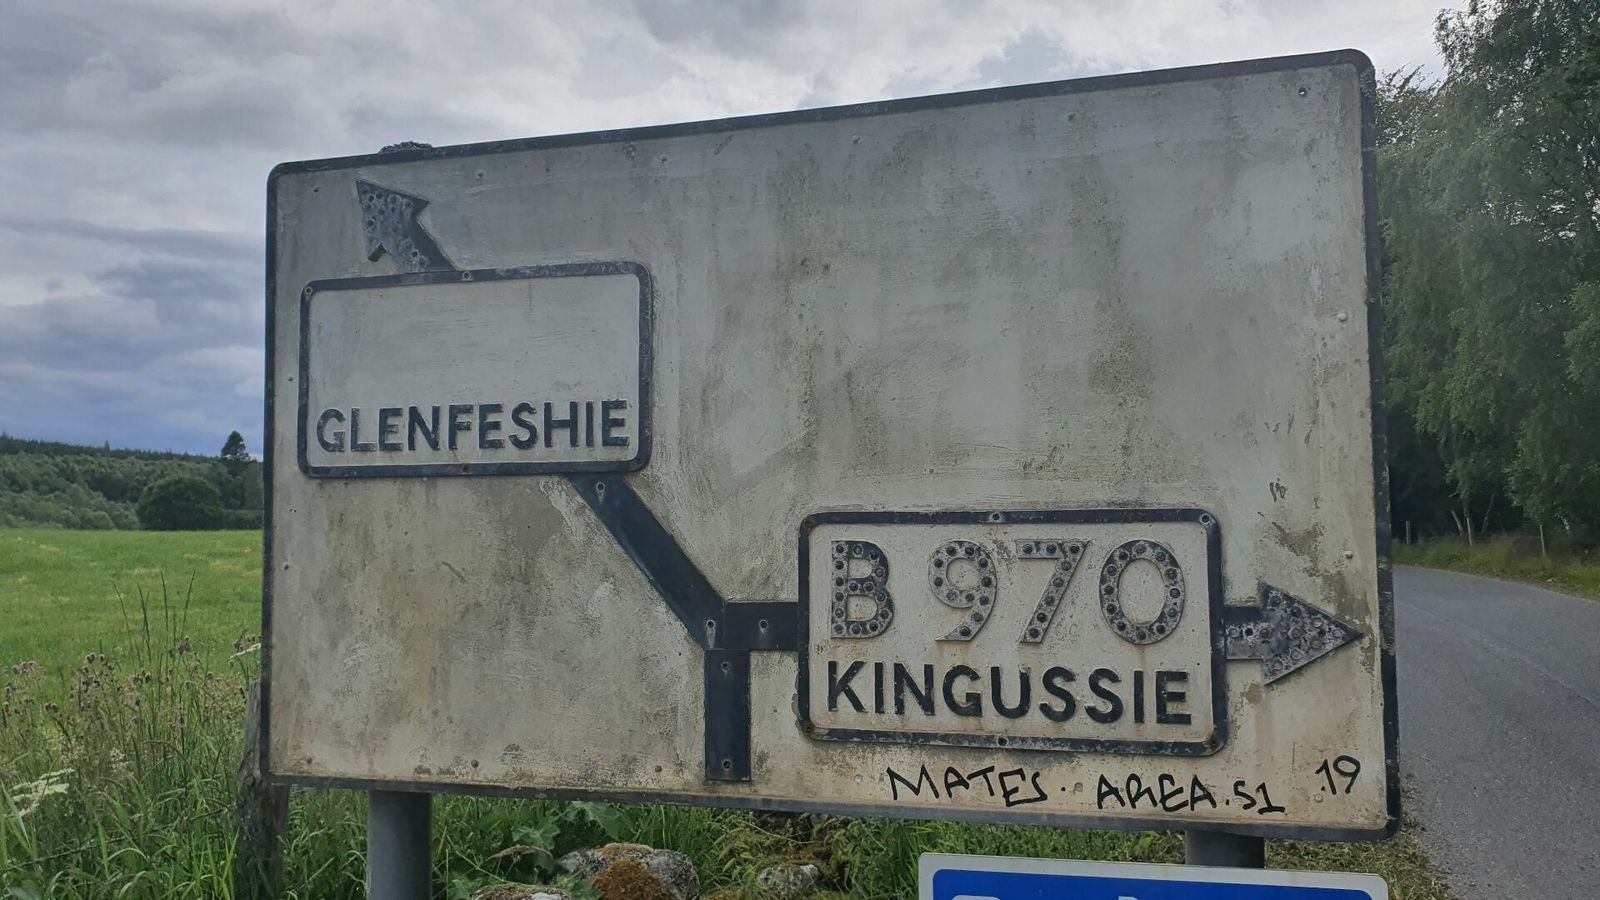 GLENFESHIE
B 970
KINGUSSIE
MATES. AREA.51 .19